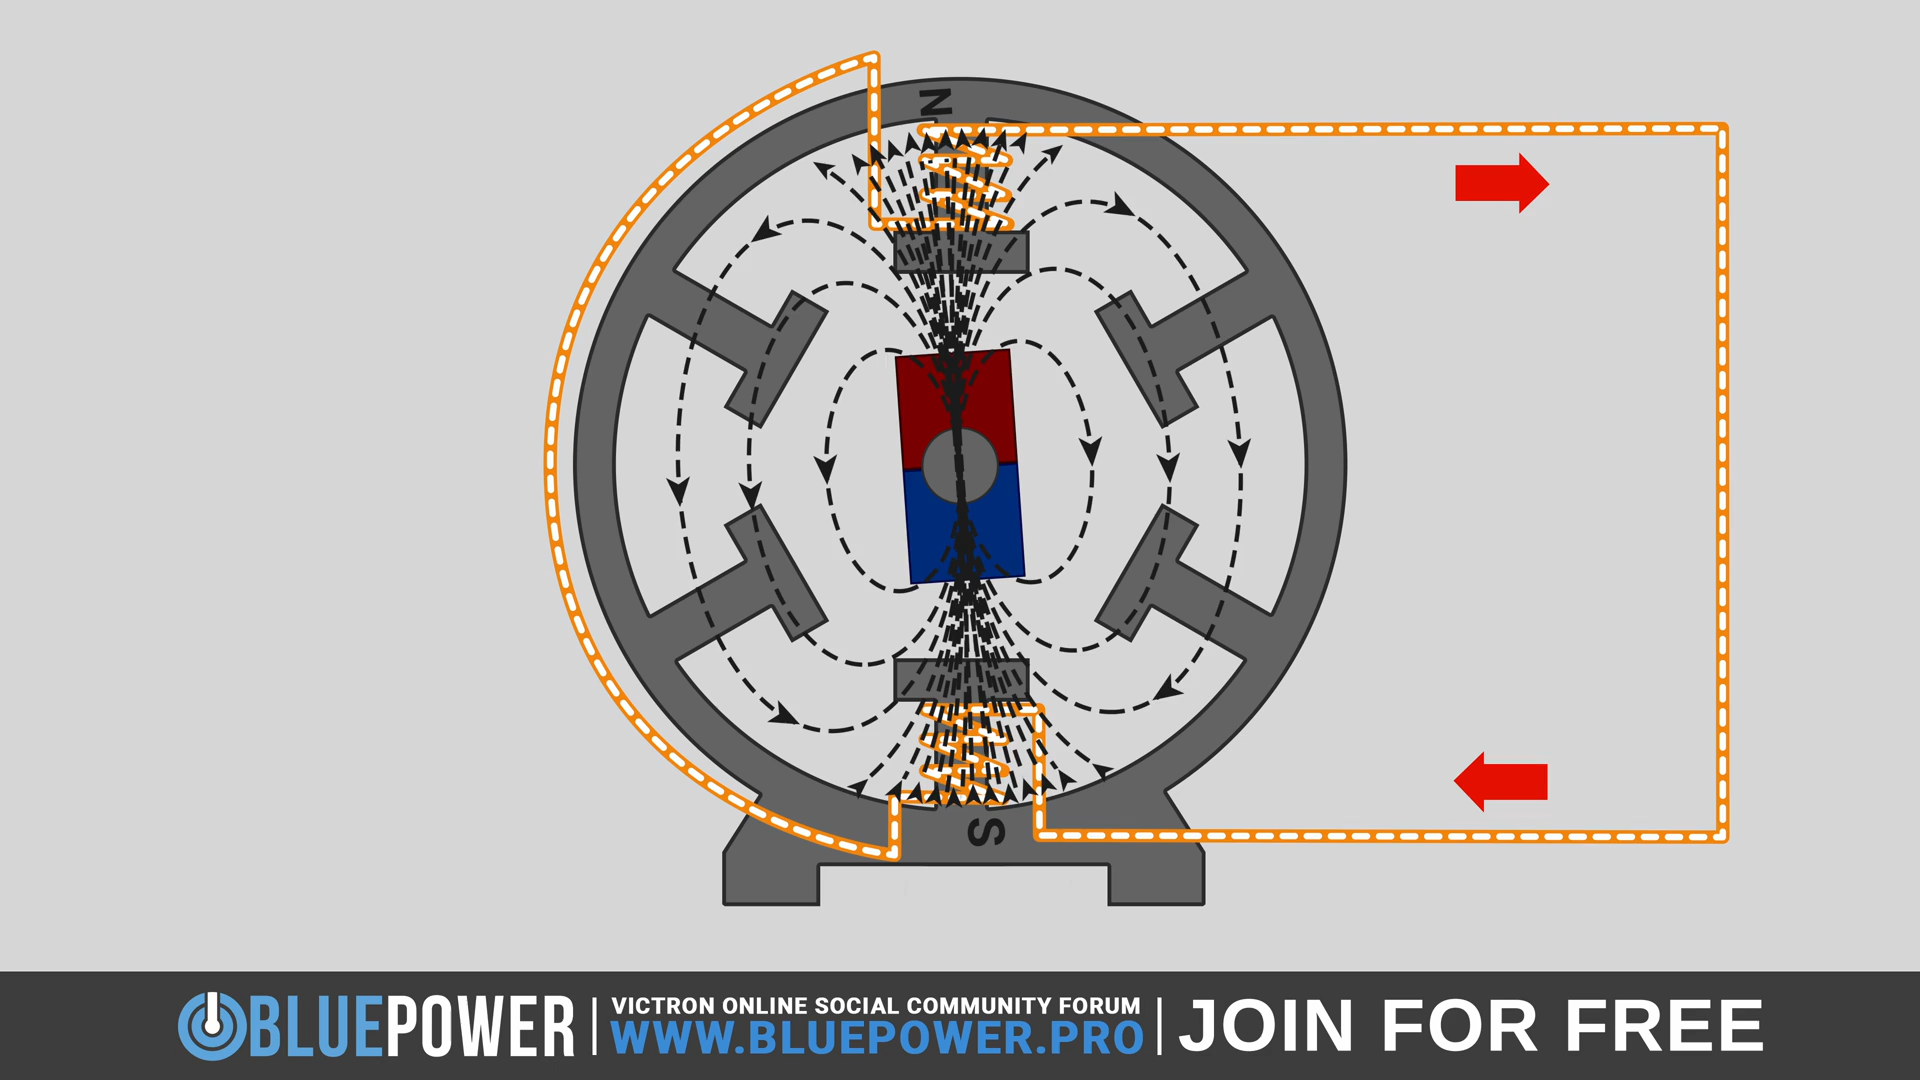 N
S
BLUEPOWER
VICTRON ONLINE SOCIAL COMMUNITY FORUM
WWW.BLUEPOWER.PRO
JOIN FOR FREE